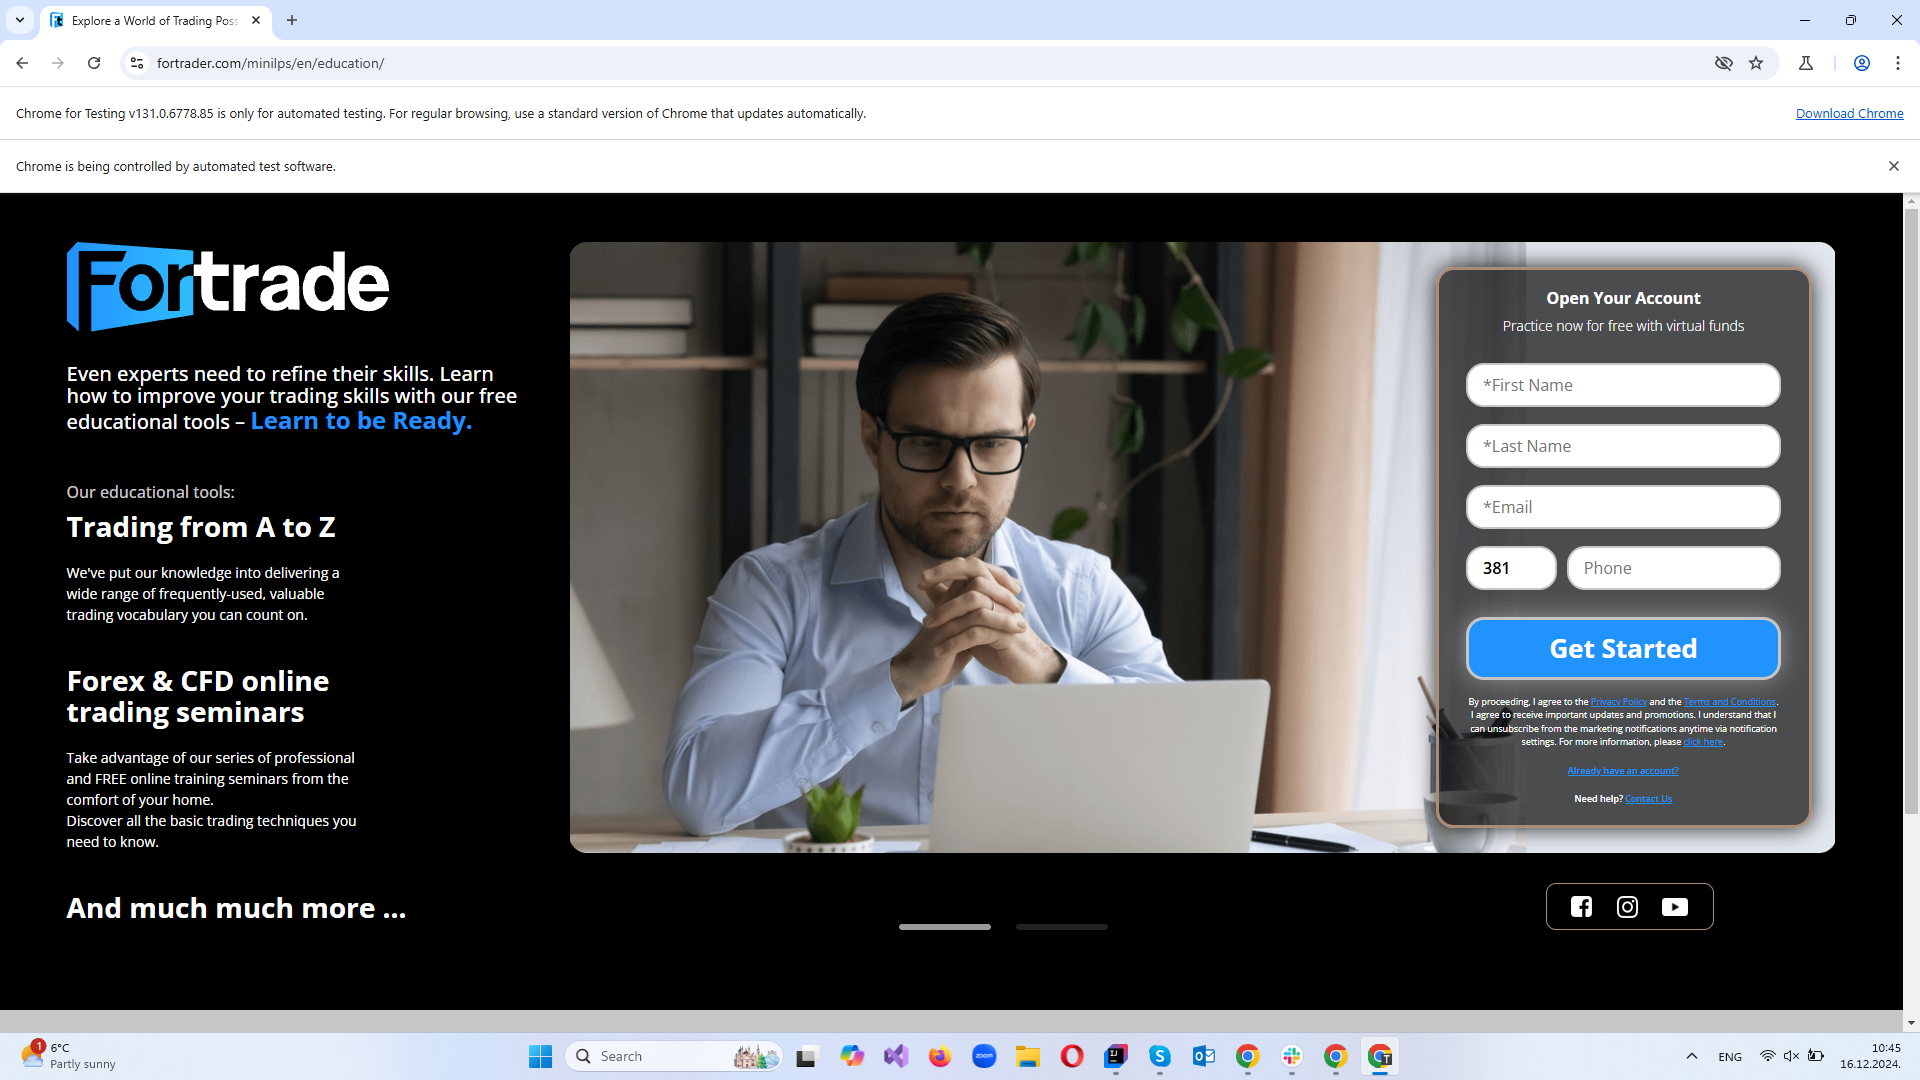 Explore a World of Trading Poss
fortrader.com/minilps/en/education/
Chrome for Testing v131.0.6778.85 is only for automated testing. For regular browsing, use a standard version of Chrome that updates automatically.
Download Chrome
Chrome is being controlled by automated test software.
Fortrade
Even experts need to refine their skills. Learn
how to improve your trading skills with our free
educational tools – Learn to be Ready.
Our educational tools:
Trading from A to Z
We've put our knowledge into delivering a
wide range of frequently-used, valuable
trading vocabulary you can count on.
Forex & CFD online
trading seminars
Take advantage of our series of professional
and FREE online training seminars from the
comfort of your home.
Discover all the basic trading techniques you
need to know.
And much much more ...
Open Your Account
Practice now for free with virtual funds
*First Name
*Last Name
*Email
381 Phone
Get Started
By proceeding, I agree to the Privacy Policy and the Terms and Conditions.
I agree to receive important updates and promotions. I understand that I
can unsubscribe from the marketing notifications anytime via notification
settings. For more information, please click here.
Already have an account?
Need help? Contact Us
1
6°C
Partly sunny
Search
zoom
ENG
10:45
16.12.2024.